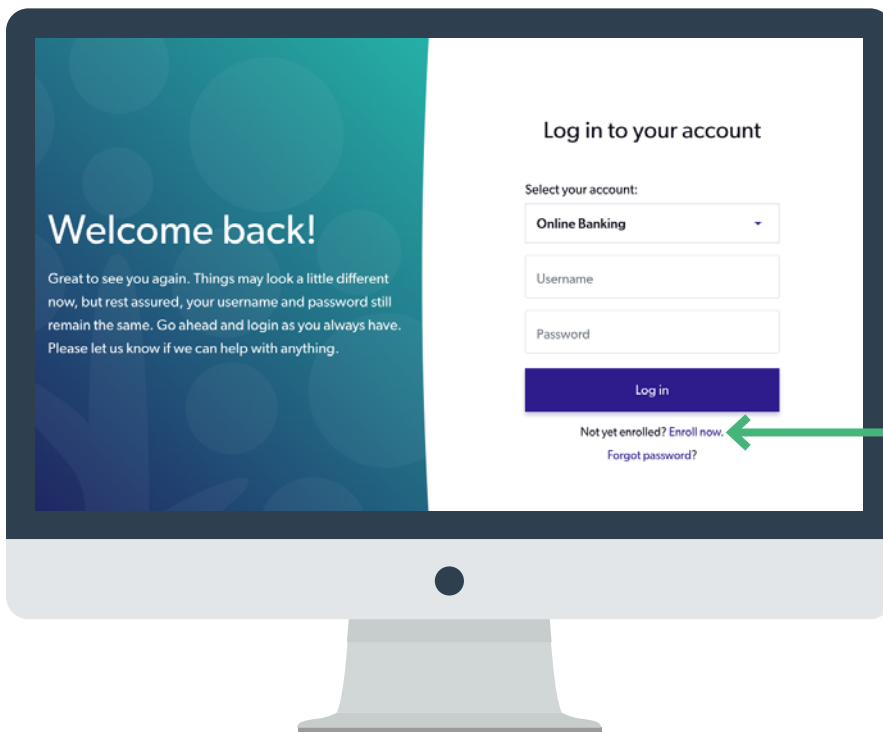 Welcome back!
Great to see you again. Things may look a little different
now, but rest assured, your username and password still
remain the same. Go ahead and login as you always have.
Please let us know if we can help with anything.
Log in to your account
Select your account:
Online Banking
Username
Password
Log in
Not yet enrolled? Enroll now.
Forgot password?